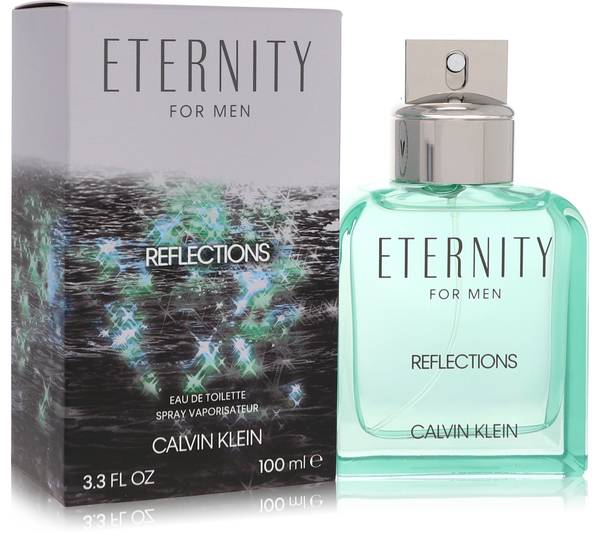 ETERNITY
FOR MEN
REFLECTIONS
EAU DE TOILETTE
SPRAY VAPORISATEUR
CALVIN KLEIN
3.3 FL OZ 100 ml ℮
ETERNITY
FOR MEN
REFLECTIONS
CALVIN KLEIN